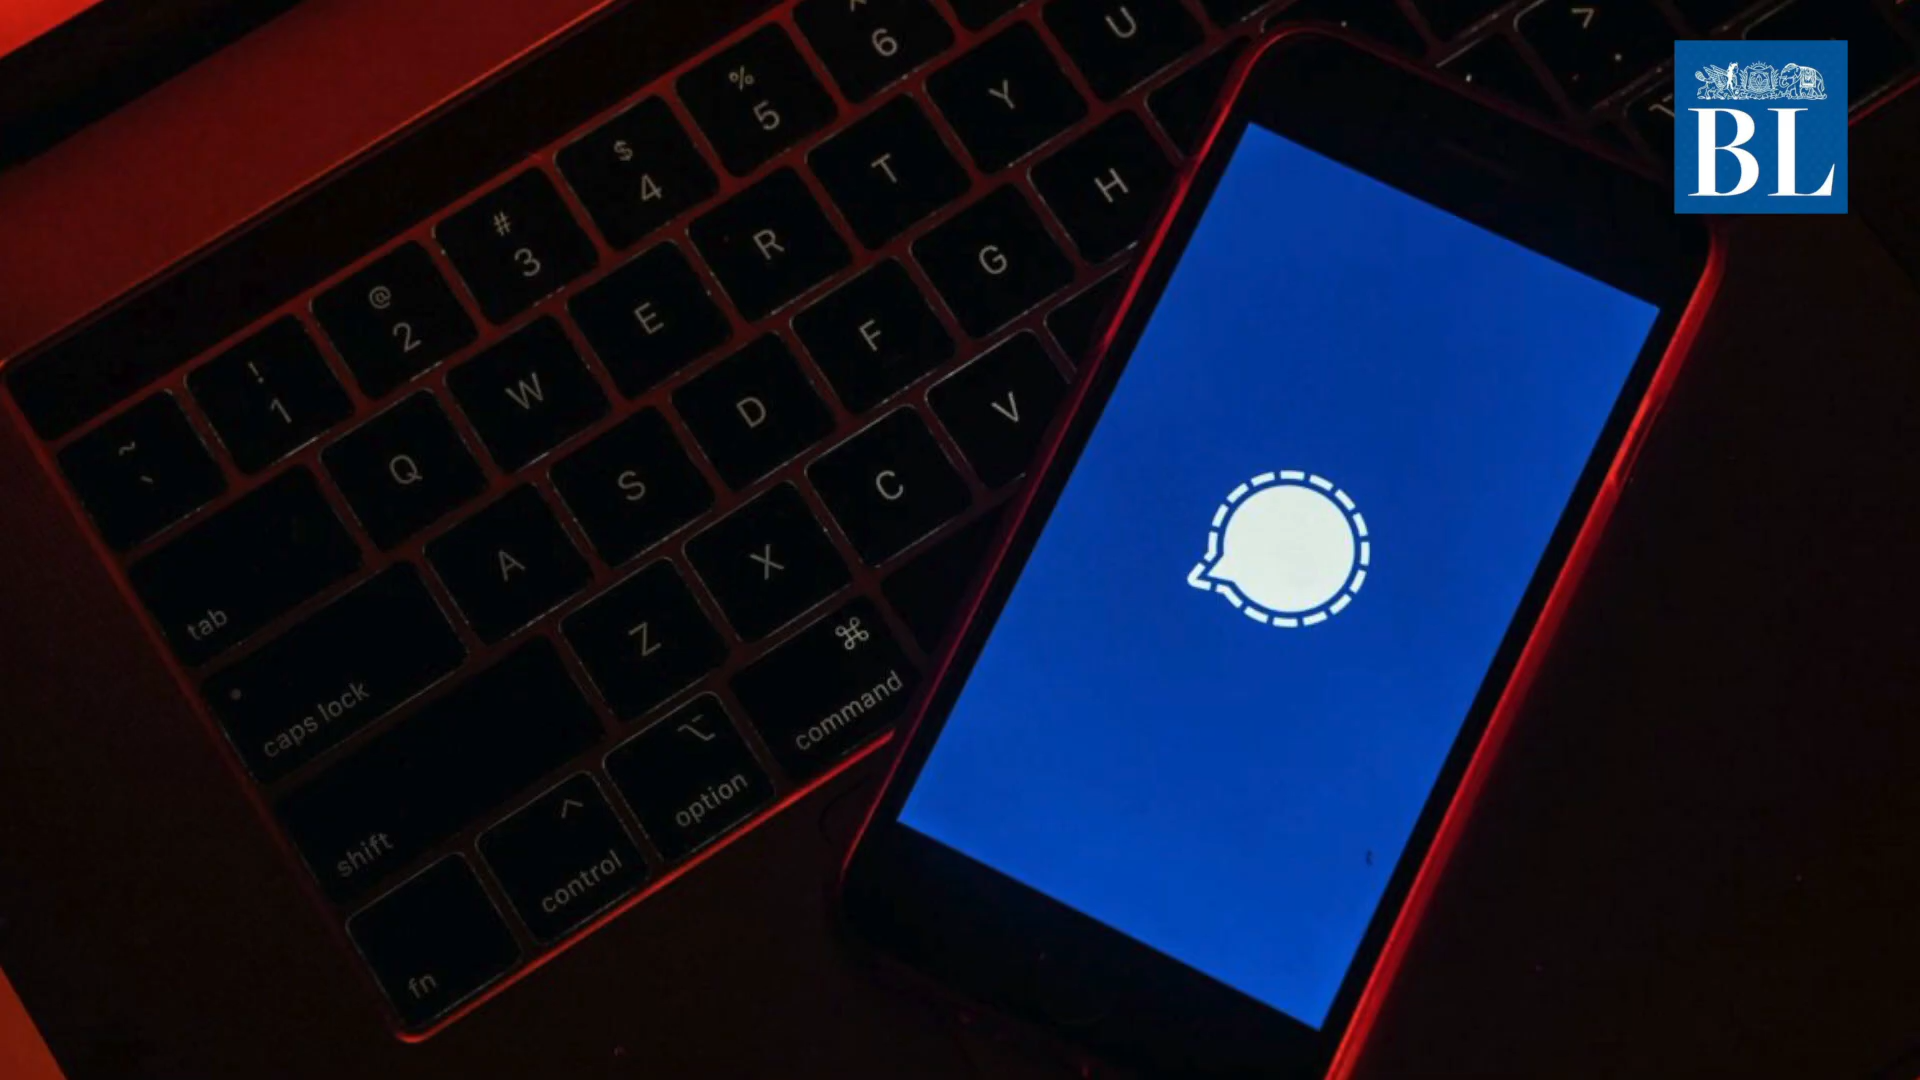 ^
6
U
>
%
5
Y
BL
$
4
T
H
#
3
R
G
@
2
E
F
!
1
W
D
V
~
`
Q
S
C
tab
A
X
caps lock
Z
⌘
command
shift
⌥
option
^
control
fn